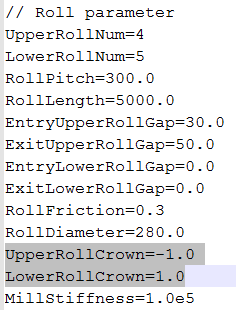 // Roll parameter
UpperRollNum=4
LowerRollNum=5
RollPitch=300.0
RollLength=5000.0
EntryUpperRollGap=30.0
ExitUpperRollGap=50.0
EntryLowerRollGap=0.0
ExitLowerRollGap=0.0
RollFriction=0.3
RollDiameter=280.0
UpperRollCrown=-1.0
LowerRollCrown=1.0
MillStiffness=1.0e5